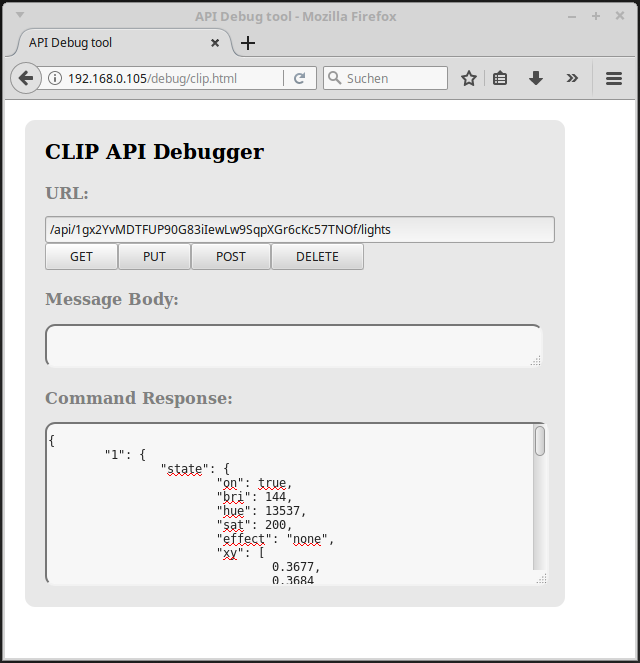 API Debug tool - Mozilla Firefox
API Debug tool
192.168.0.105/debug/clip.html
Suchen
CLIP API Debugger
URL:
/api/1gx2YvMDTFUP90G83iIewLw9SqpXGr6cKc57TNOf/lights
GET PUT POST DELETE
Message Body:
Command Response:
{
"1": {
"state": {
"on": true,
"bri": 144,
"hue": 13537,
"sat": 200,
"effect": "none",
"xy": [
0.3677,
0.3684